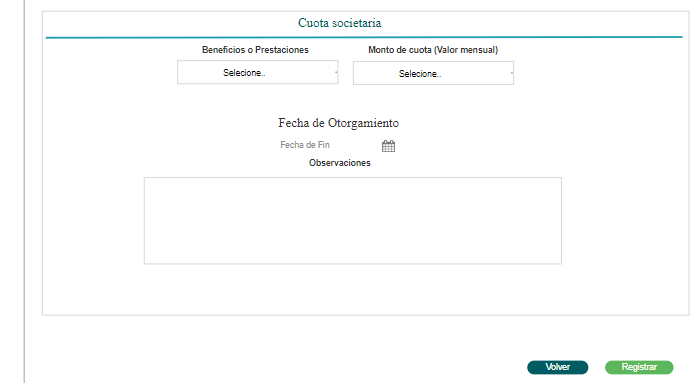 Cuota societaria
Beneficios o Prestaciones Monto de cuota (Valor mensual)
Selecione.. Selecione..
Fecha de Otorgamiento
Fecha de Fin
Observaciones
Volver Registrar